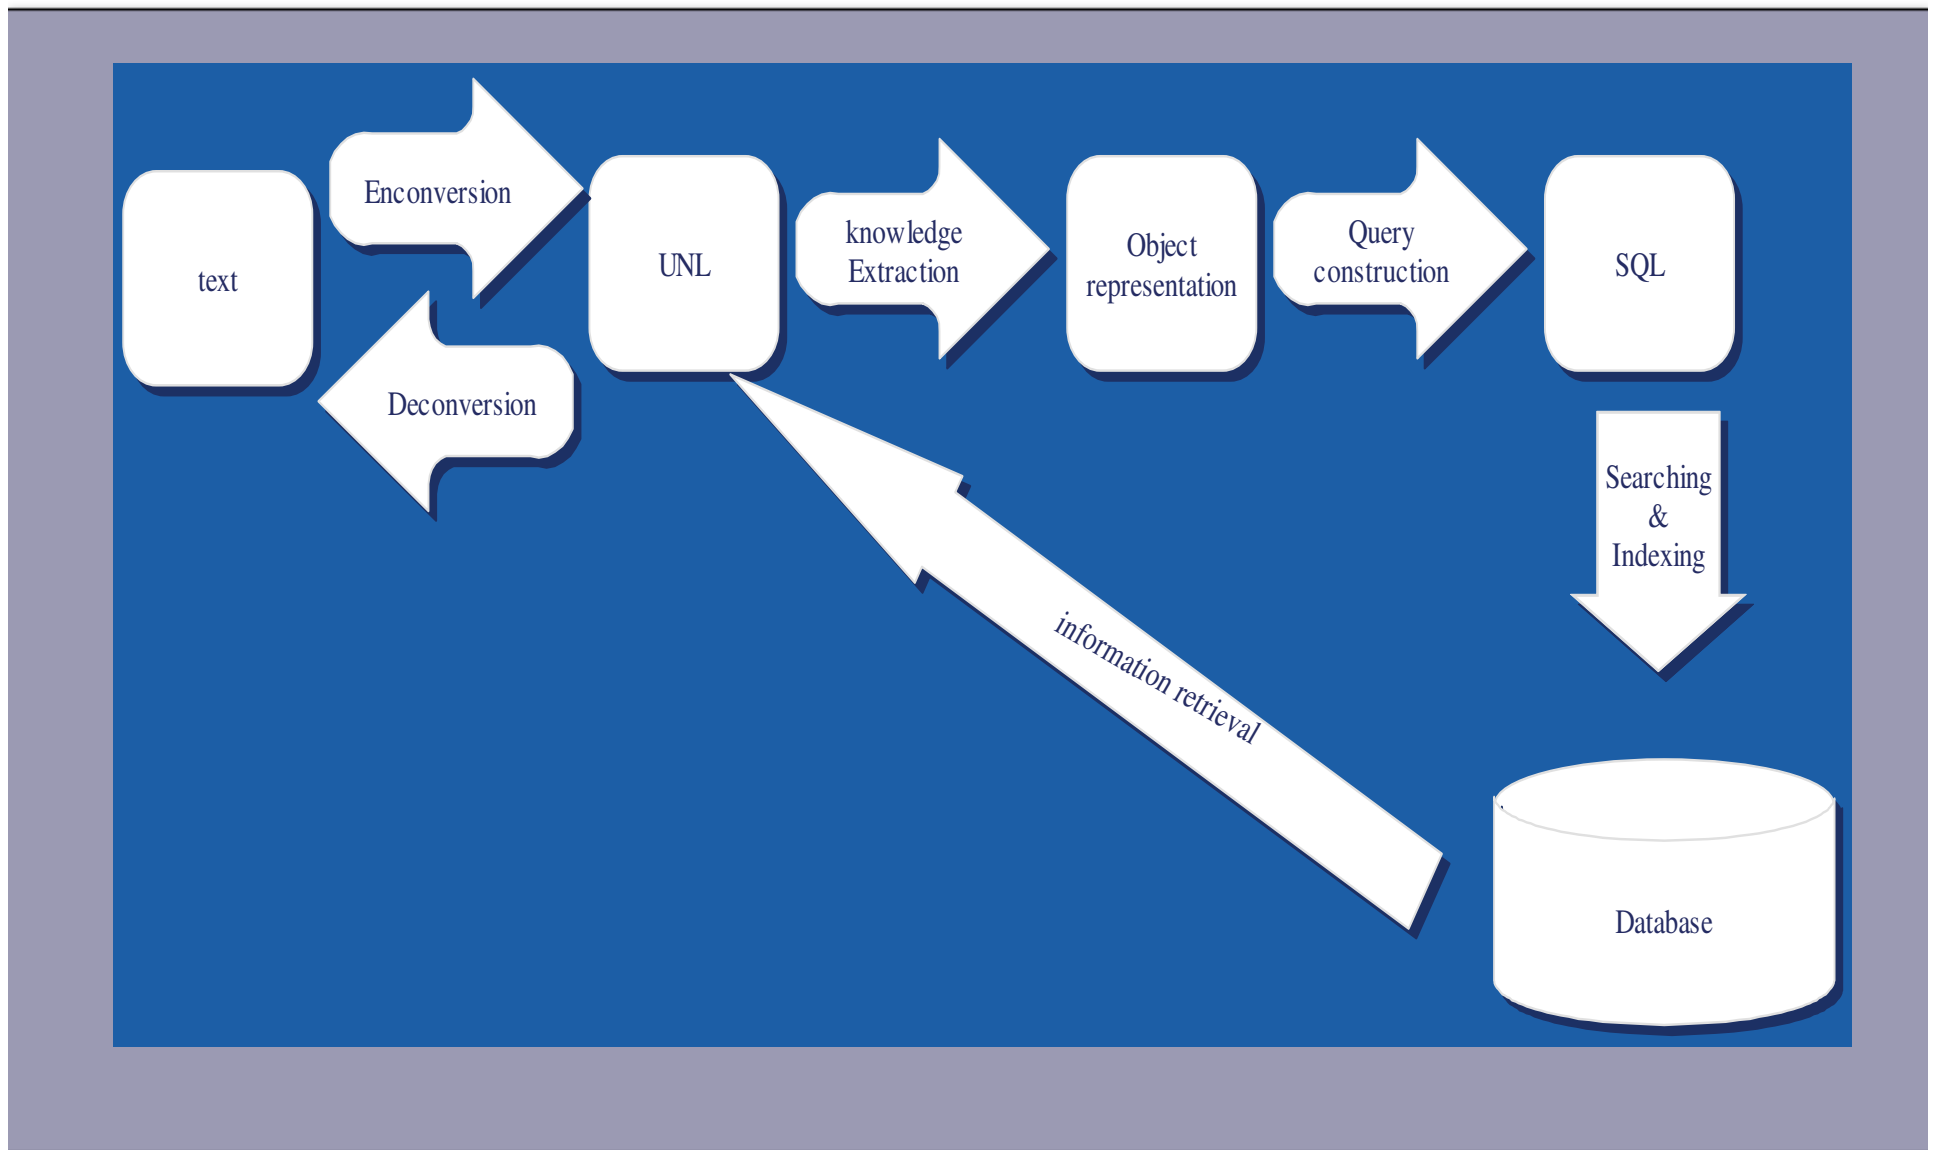 text
Enconversion
Deconversion
UNL
knowledge
Extraction
Object
representation
Query
construction
SQL
Searching
&
Indexing
information retrieval
Database